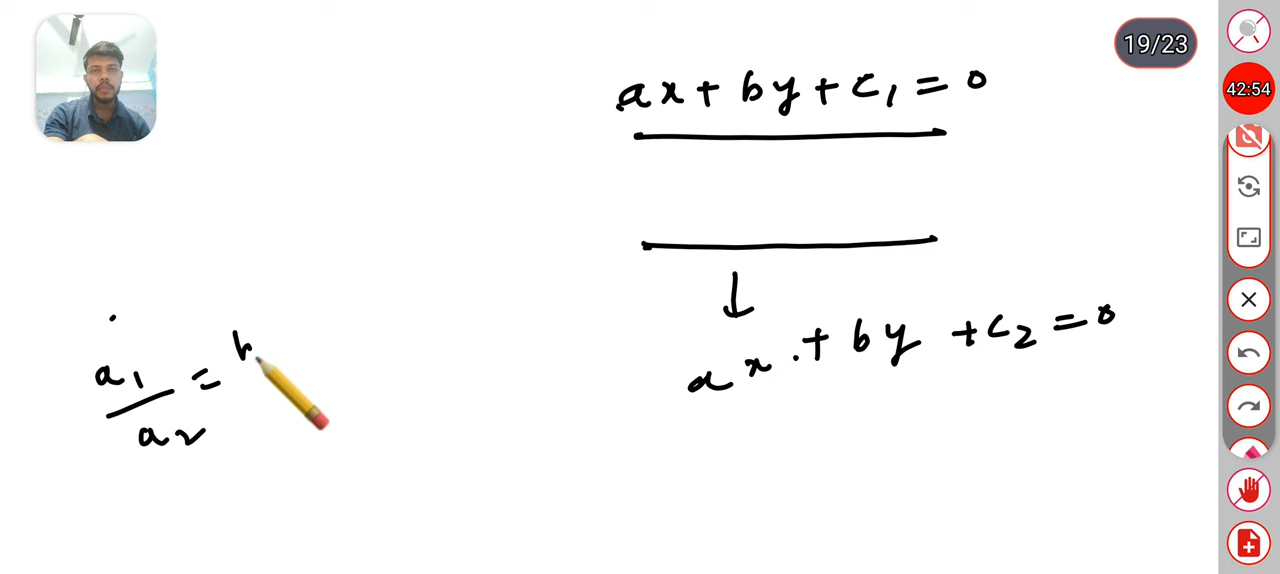 19/23
42:54
ax + by + c₁ = 0
ax + by + c₂ = 0
a₁/a₂ = b